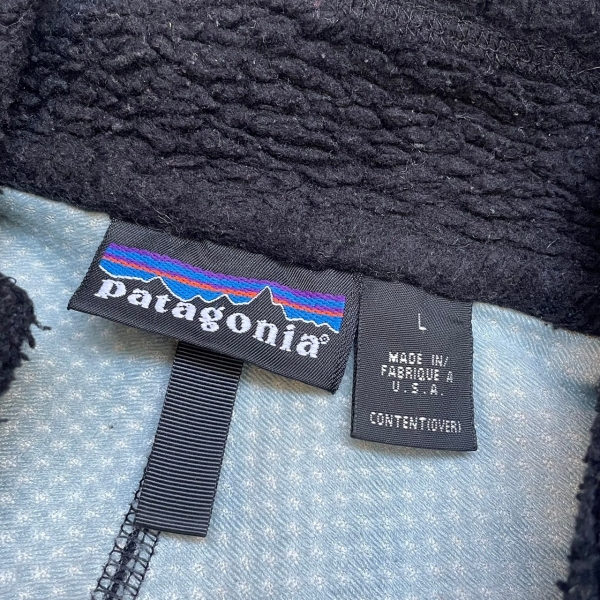 patagonia®
L
MADE IN/
FABRIQUE A
U.S.A.
CONTENT(OVER)